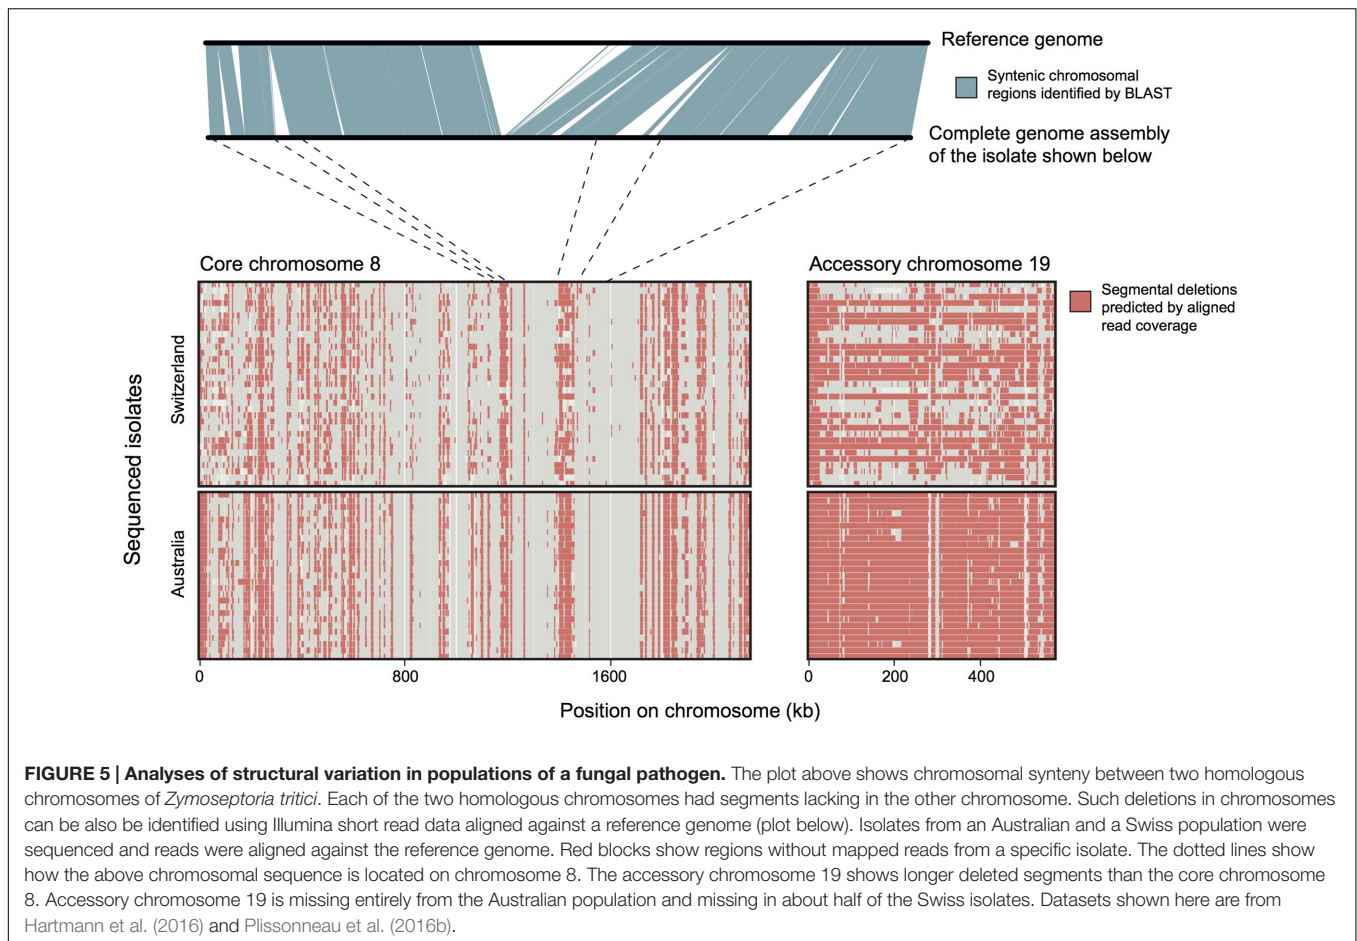 Reference genome
Syntenic chromosomal
regions identified by BLAST
Complete genome assembly
of the isolate shown below
Core chromosome 8
Accessory chromosome 19
Segmental deletions
predicted by aligned
read coverage
Sequenced isolates
Switzerland
Australia
0
800
1600
0
200
400
Position on chromosome (kb)
FIGURE 5 | Analyses of structural variation in populations of a fungal pathogen. The plot above shows chromosomal synteny between two homologous
chromosomes of Zymoseptoria tritici. Each of the two homologous chromosomes had segments lacking in the other chromosome. Such deletions in chromosomes
can be also be identified using Illumina short read data aligned against a reference genome (plot below). Isolates from an Australian and a Swiss population were
sequenced and reads were aligned against the reference genome. Red blocks show regions without mapped reads from a specific isolate. The dotted lines show
how the above chromosomal sequence is located on chromosome 8. The accessory chromosome 19 shows longer deleted segments than the core chromosome
8. Accessory chromosome 19 is missing entirely from the Australian population and missing in about half of the Swiss isolates. Datasets shown here are from
Hartmann et al. (2016) and Plissonneau et al. (2016b).